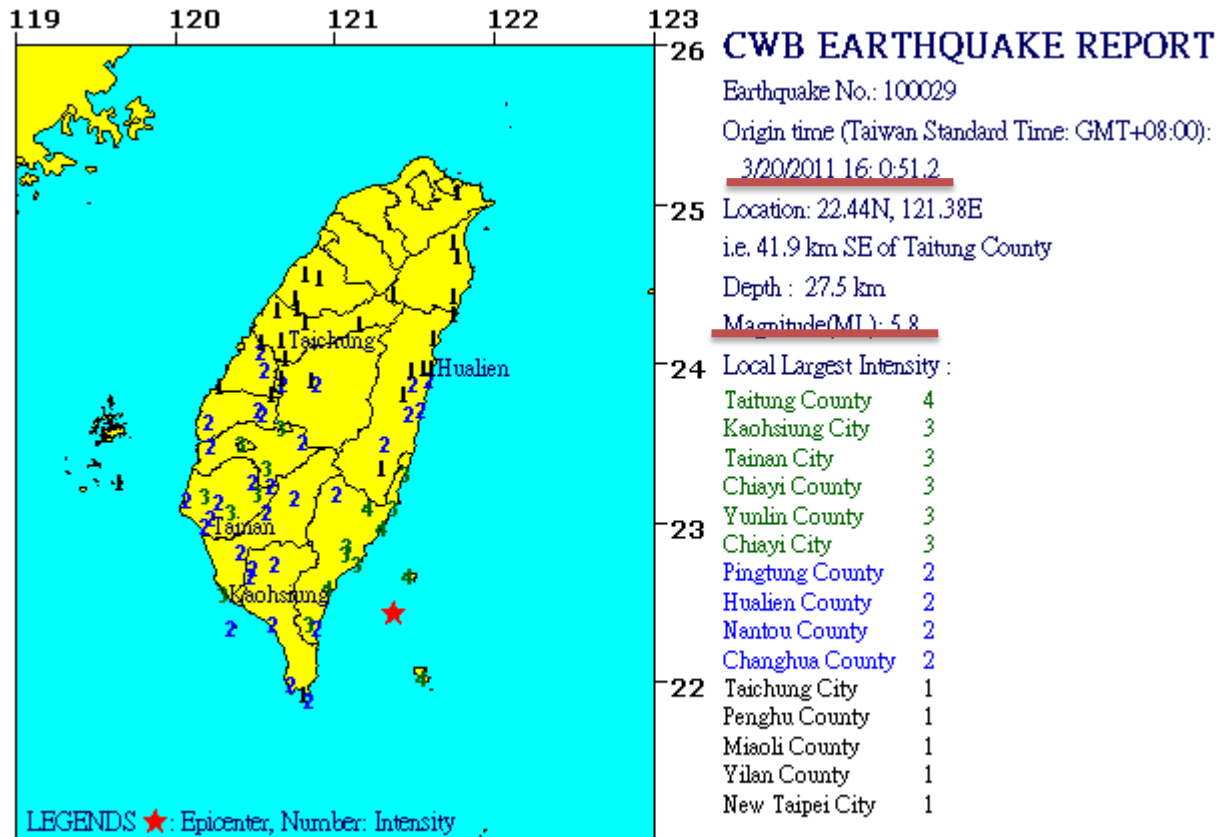 119 120 121 122 123
26
25
24
23
22
Taichung
Hualien
Tainan
Kaohsiung
LEGENDS ★: Epicenter, Number: Intensity
CWB EARTHQUAKE REPORT
Earthquake No.: 100029
Origin time (Taiwan Standard Time: GMT+08:00):
3/20/2011 16: 0:51.2
Location: 22.44N, 121.38E
i.e. 41.9 km SE of Taitung County
Depth : 27.5 km
Magnitude(ML): 5.8
Local Largest Intensity :
Taitung County 4
Kaohsiung City 3
Tainan City 3
Chiayi County 3
Yunlin County 3
Chiayi City 3
Pingtung County 2
Hualien County 2
Nantou County 2
Changhua County 2
Taichung City 1
Penghu County 1
Miaoli County 1
Yilan County 1
New Taipei City 1